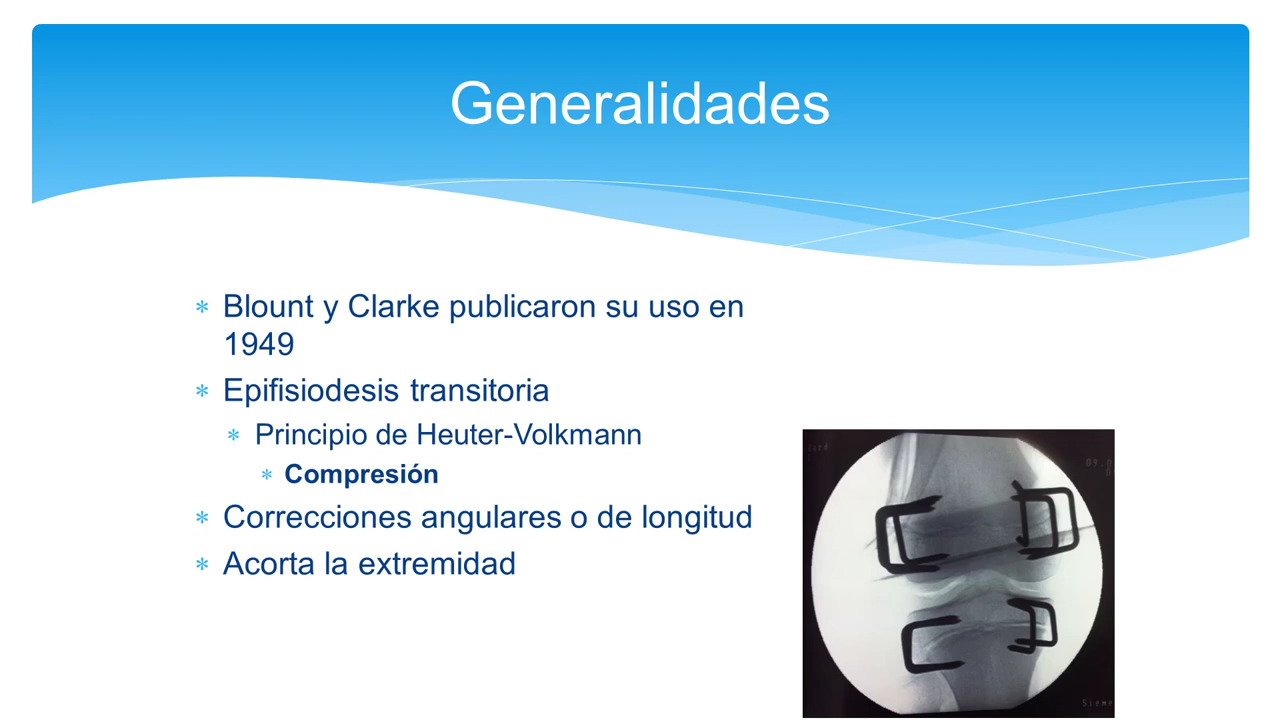 Generalidades
* Blount y Clarke publicaron su uso en
1949
* Epifisiodesis transitoria
* Principio de Heuter-Volkmann
* Compresión
* Correcciones angulares o de longitud
* Acorta la extremidad